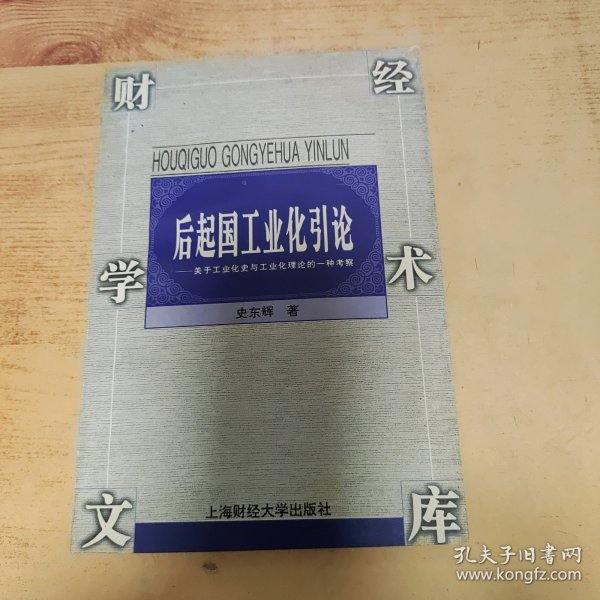 财经
HOUQIGUO GONGYEHUA YINLUN
后起国工业化引论
——关于工业化史与工业化理论的一种考察
学术
史东辉 著
文库
上海财经大学出版社
孔夫子旧书网
www.kongfz.com